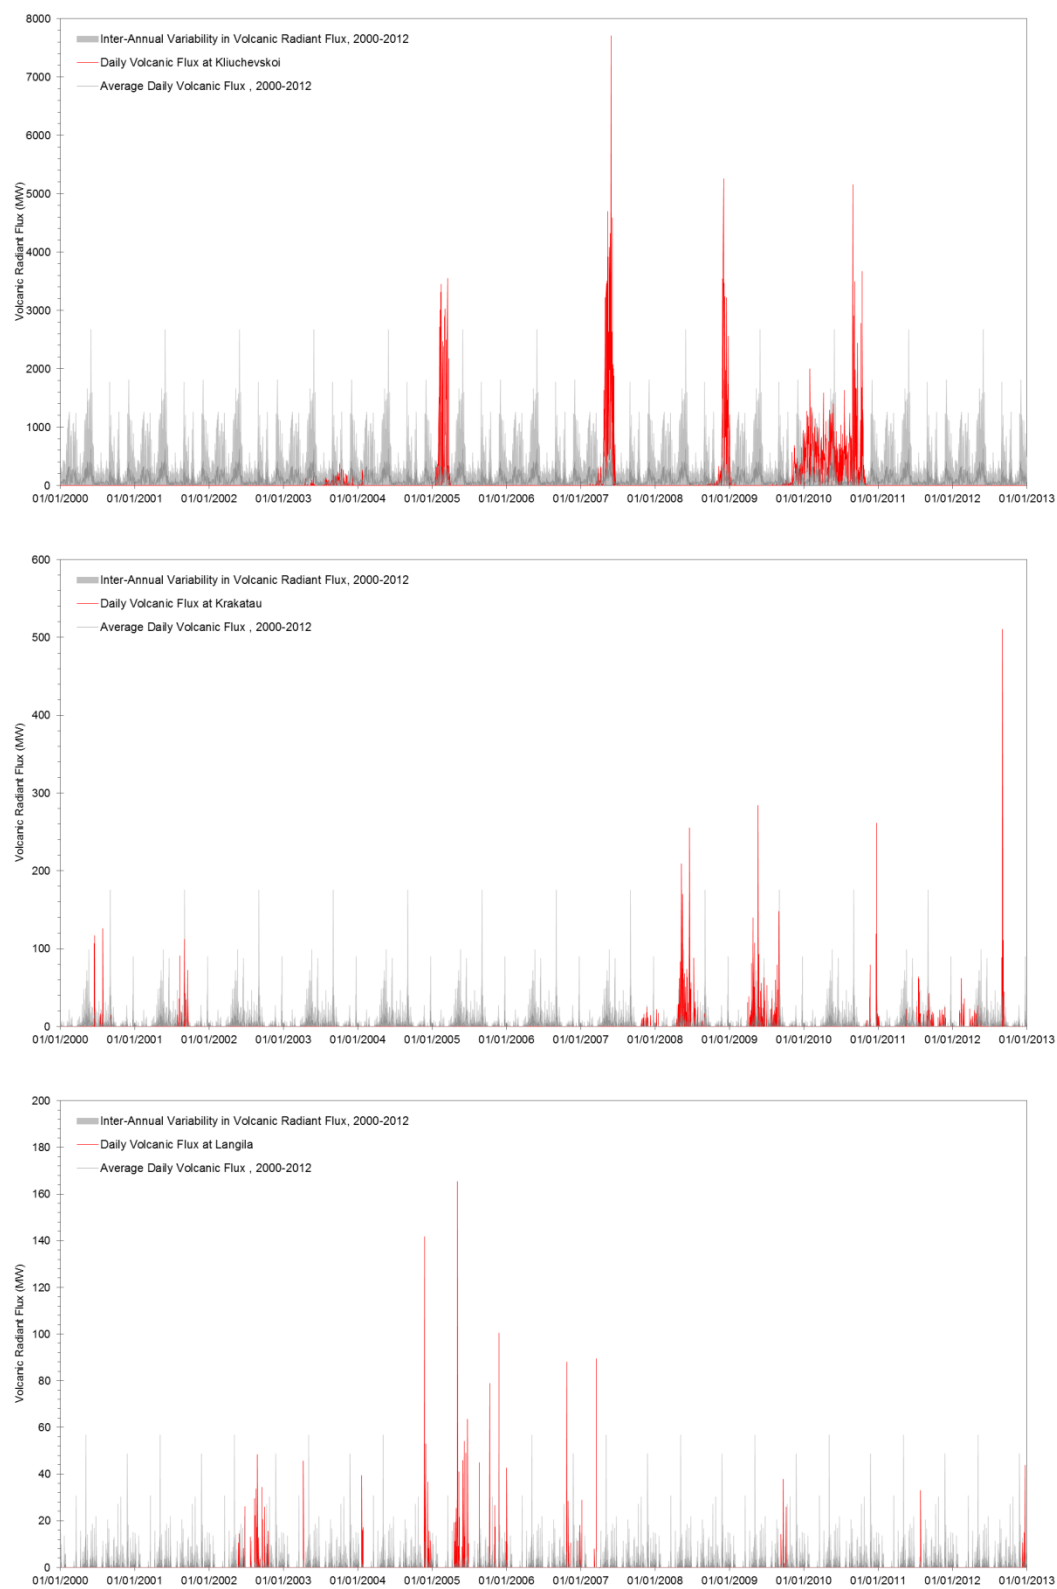 8000
Inter-Annual Variability in Volcanic Radiant Flux, 2000-2012
Daily Volcanic Flux at Kliuchevskoi
Average Daily Volcanic Flux , 2000-2012
7000
6000
5000
4000
3000
2000
1000
0
Volcanic Radiant Flux (MW)
01/01/2000 01/01/2001 01/01/2002 01/01/2003 01/01/2004 01/01/2005 01/01/2006 01/01/2007 01/01/2008 01/01/2009 01/01/2010 01/01/2011 01/01/2012 01/01/2013
600
Inter-Annual Variability in Volcanic Radiant Flux, 2000-2012
Daily Volcanic Flux at Krakatau
Average Daily Volcanic Flux , 2000-2012
500
400
300
200
100
0
Volcanic Radiant Flux (MW)
01/01/2000 01/01/2001 01/01/2002 01/01/2003 01/01/2004 01/01/2005 01/01/2006 01/01/2007 01/01/2008 01/01/2009 01/01/2010 01/01/2011 01/01/2012 01/01/2013
200
Inter-Annual Variability in Volcanic Radiant Flux, 2000-2012
Daily Volcanic Flux at Langila
Average Daily Volcanic Flux , 2000-2012
180
160
140
120
100
80
60
40
20
0
Volcanic Radiant Flux (MW)
01/01/2000 01/01/2001 01/01/2002 01/01/2003 01/01/2004 01/01/2005 01/01/2006 01/01/2007 01/01/2008 01/01/2009 01/01/2010 01/01/2011 01/01/2012 01/01/2013